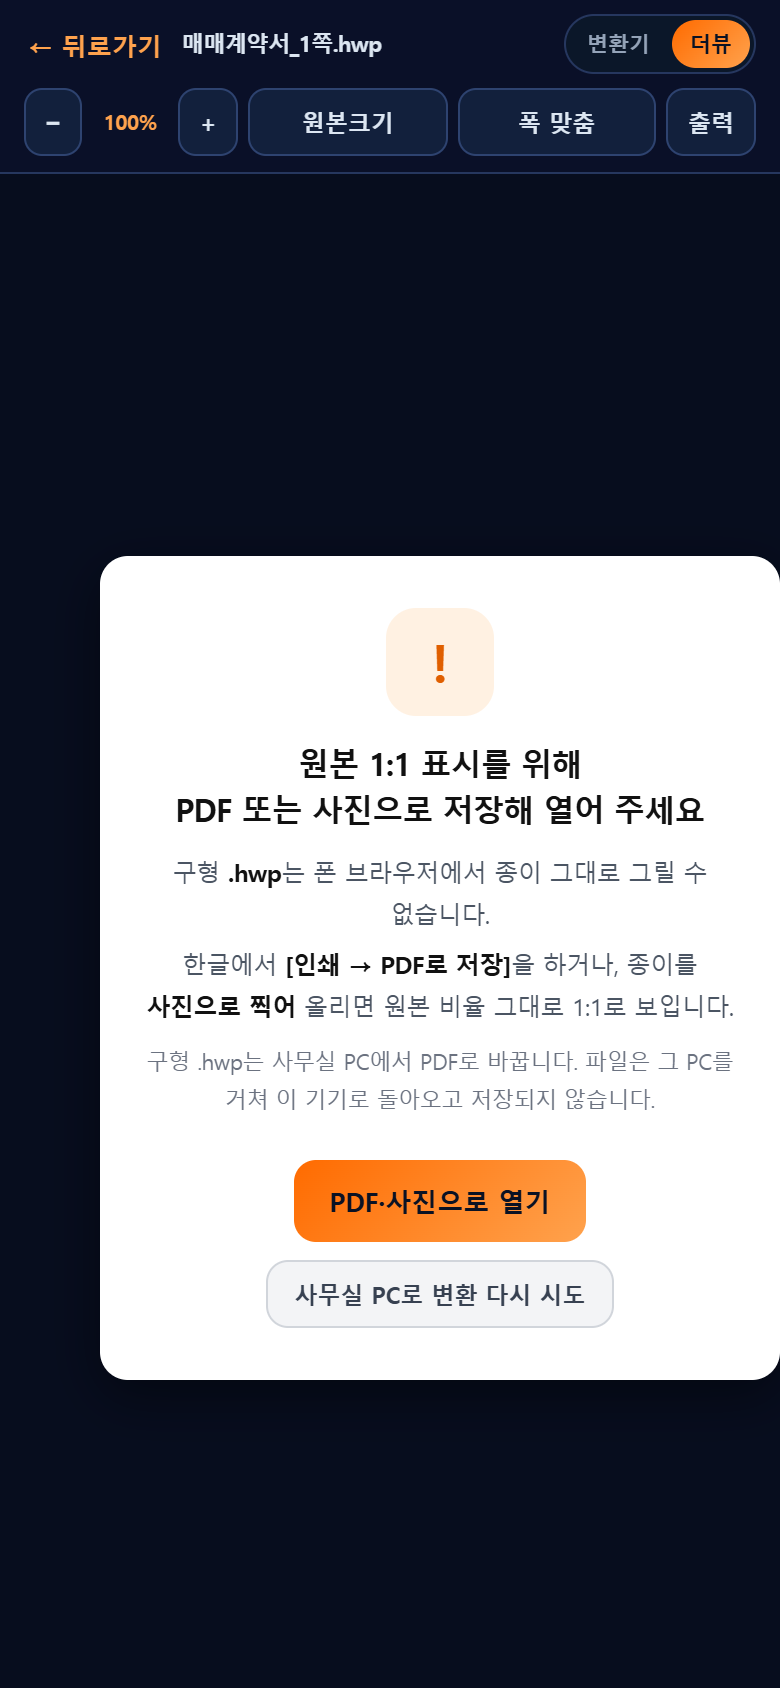 ← 뒤로가기 매매계약서_1쪽.hwp 변환기 더뷰
− 100% + 원본크기 폭 맞춤 출력
!
원본 1:1 표시를 위해
PDF 또는 사진으로 저장해 열어 주세요
구형 .hwp는 폰 브라우저에서 종이 그대로 그릴 수
없습니다.
한글에서 [인쇄 → PDF로 저장]을 하거나, 종이를
사진으로 찍어 올리면 원본 비율 그대로 1:1로 보입니다.
구형 .hwp는 사무실 PC에서 PDF로 바꿉니다. 파일은 그 PC를
거쳐 이 기기로 돌아오고 저장되지 않습니다.
PDF·사진으로 열기
사무실 PC로 변환 다시 시도